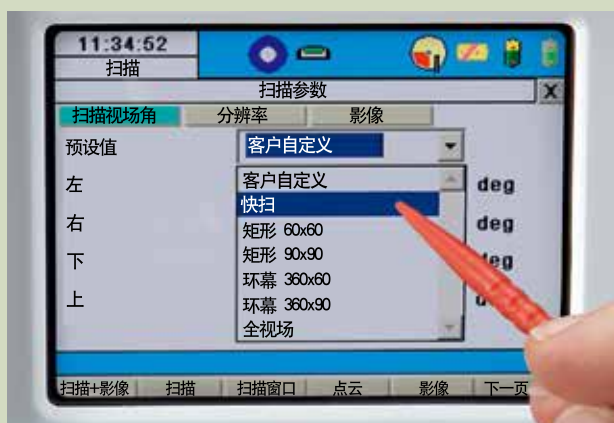 11:34:52
扫描
扫描参数 X
扫描视场角 分辨率 影像
预设值 客户自定义
左 客户自定义 deg
快扫
右 矩形 60x60 deg
矩形 90x90
下 deg
环幕 360x60
上 环幕 360x90
全视场
扫描+影像 扫描 扫描窗口 点云 影像 下一页